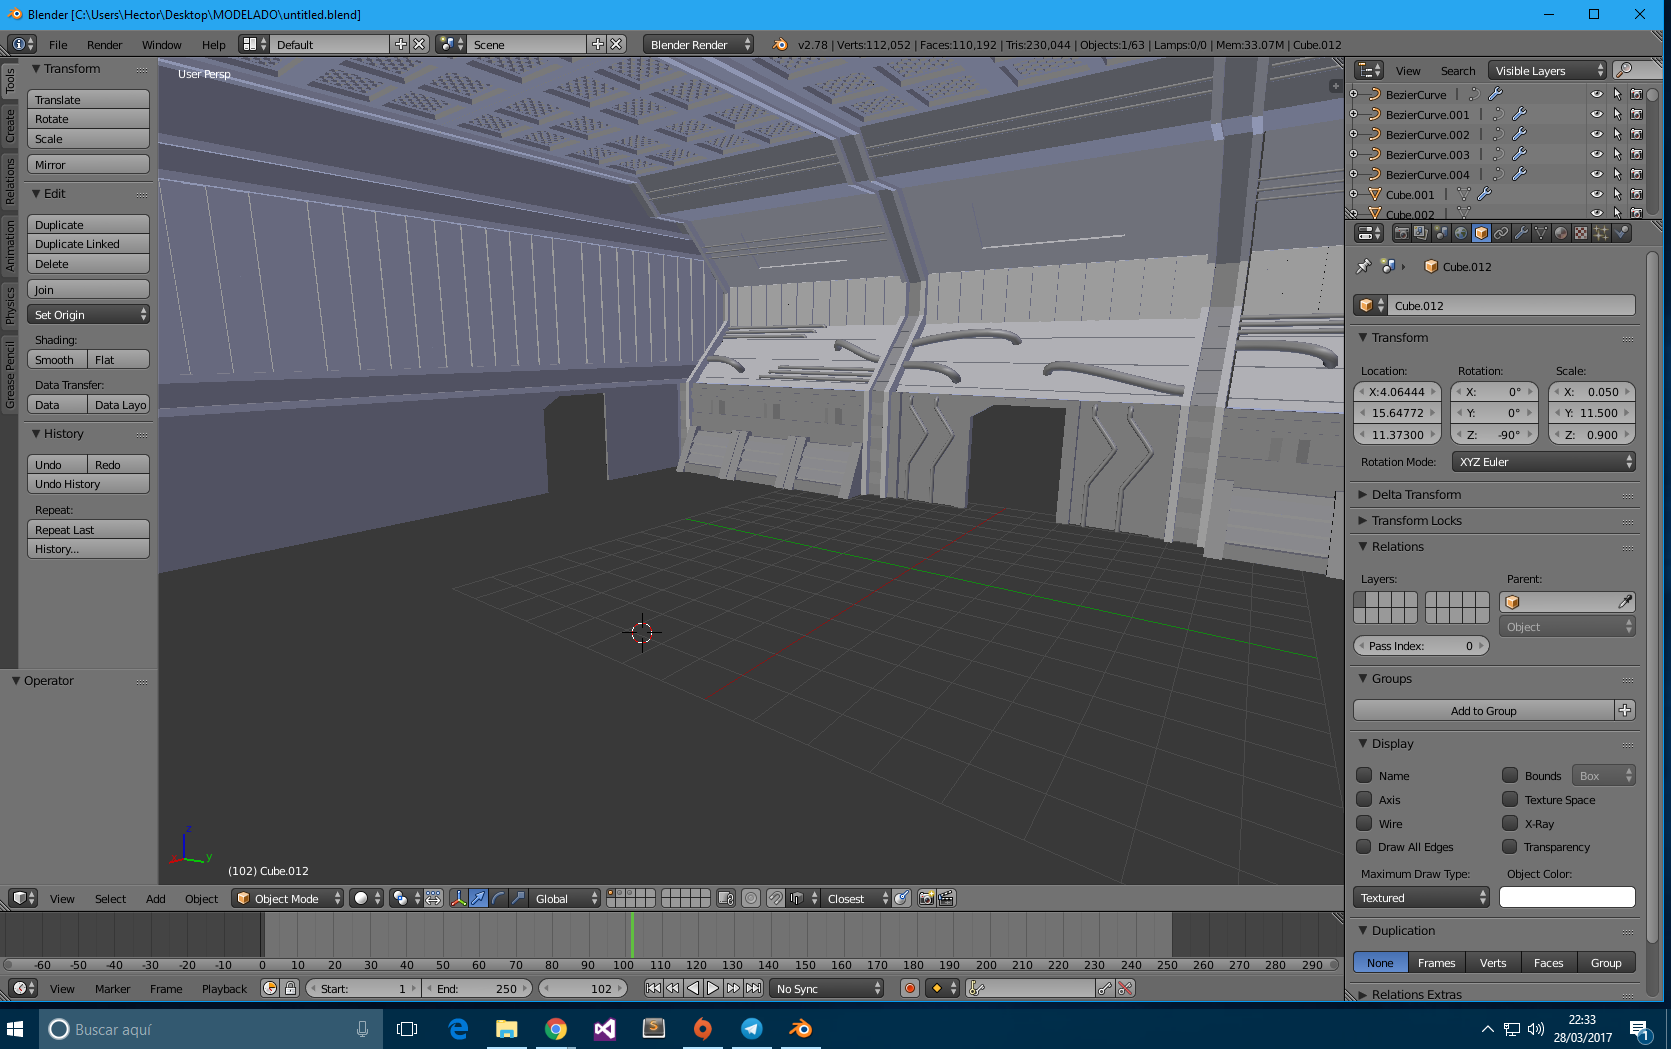 Blender [C:\Users\Hector\Desktop\MODELADO\untitled.blend]
File Render Window Help Default Scene Blender Render v2.78 | Verts:112,052 | Faces:110,192 | Tris:230,044 | Objects:1/63 | Lamps:0/0 | Mem:33.07M | Cube.012
Tools
Create
Relations
Animation
Physics
Grease Pencil
Transform
Translate
Rotate
Scale
Mirror
Edit
Duplicate
Duplicate Linked
Delete
Join
Set Origin
Shading:
Smooth Flat
Data Transfer:
Data Data Layo
History
Undo Redo
Undo History
Repeat:
Repeat Last
History...
Operator
User Persp
z
y
(102) Cube.012
View Search Visible Layers
BezierCurve
BezierCurve.001
BezierCurve.002
BezierCurve.003
BezierCurve.004
Cube.001
Cube.002
Cube.012
Cube.012
Transform
Location: Rotation: Scale:
X:4.06444 X: 0° X: 0.050
15.64772 Y: 0° Y: 11.500
11.37300 Z: -90° Z: 0.900
Rotation Mode: XYZ Euler
Delta Transform
Transform Locks
Relations
Layers: Parent:
Object
Pass Index: 0
Groups
Add to Group
Display
Name Bounds Box
Axis Texture Space
Wire X-Ray
Draw All Edges Transparency
Maximum Draw Type: Object Color:
Textured
Duplication
None Frames Verts Faces Group
Relations Extras
View Select Add Object Object Mode Global Closest
-60 -50 -40 -30 -20 -10 0 10 20 30 40 50 60 70 80 90 100 110 120 130 140 150 160 170 180 190 200 210 220 230 240 250 260 270 280 290
View Marker Frame Playback Start: 1 End: 250 102 No Sync
Buscar aquí
S
22:33
28/03/2017
1